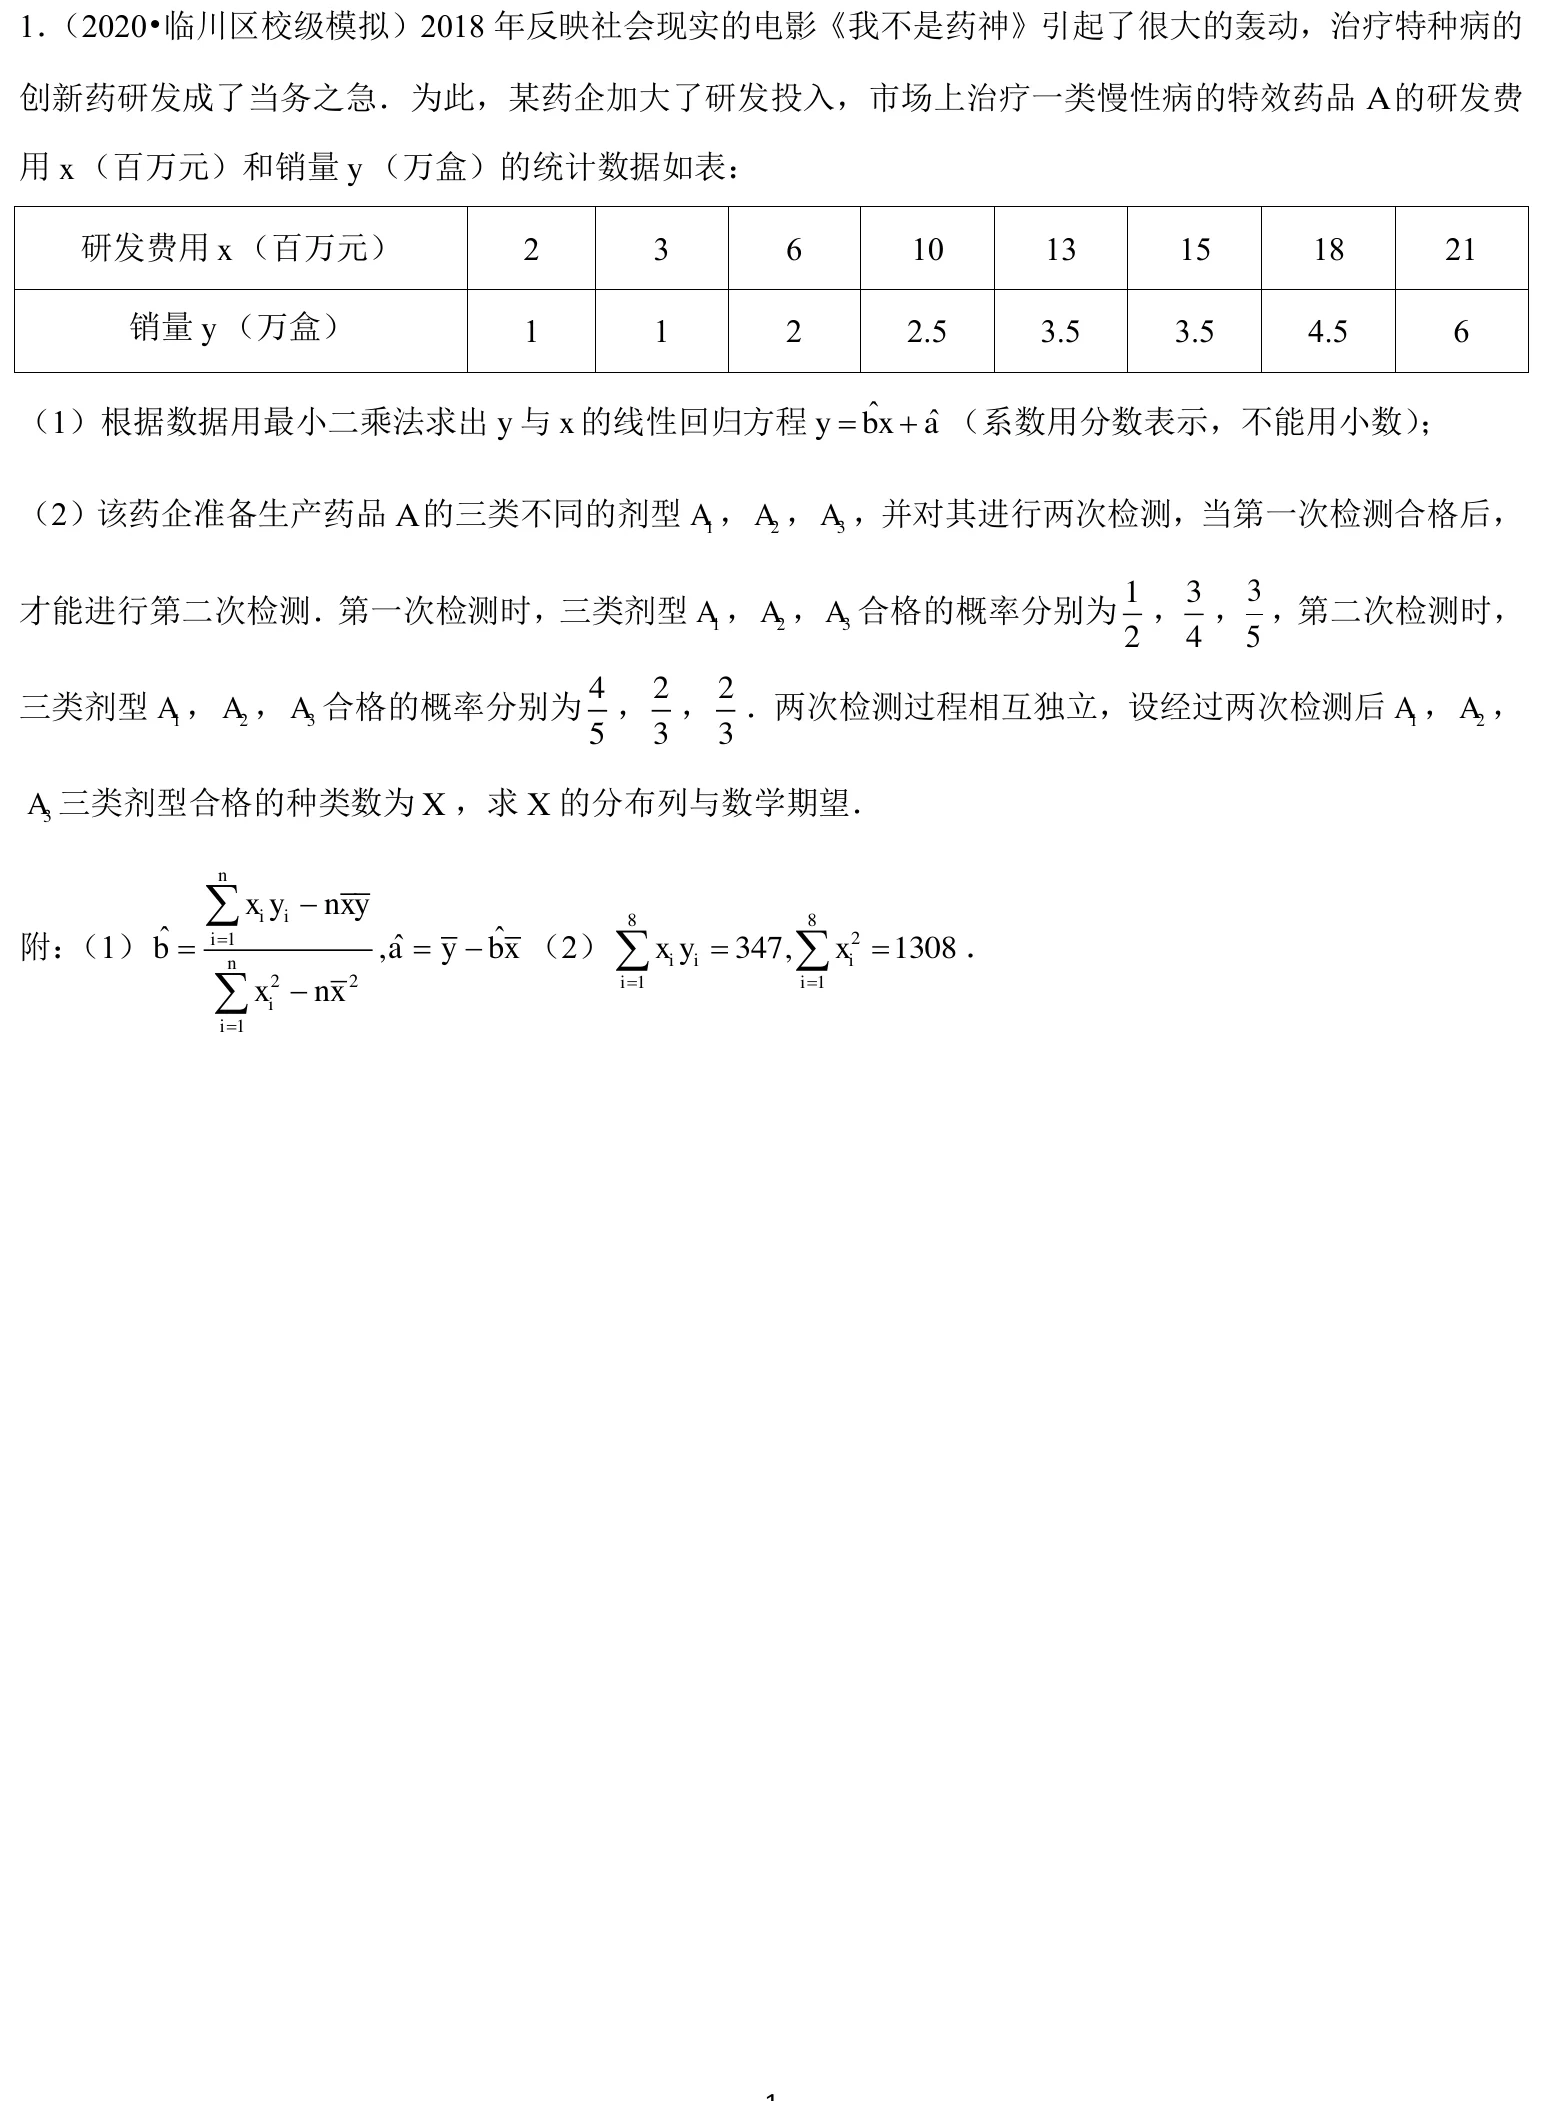 1.（2020•临川区校级模拟）2018 年反映社会现实的电影《我不是药神》引起了很大的轰动，治疗特种病的
创新药研发成了当务之急．为此，某药企加大了研发投入，市场上治疗一类慢性病的特效药品 A的研发费
用 x （百万元）和销量 y （万盒）的统计数据如表：
研发费用 x （百万元） 2 3 6 10 13 15 18 21
销量 y （万盒） 1 1 2 2.5 3.5 3.5 4.5 6
（1）根据数据用最小二乘法求出 y 与 x 的线性回归方程 y = b̂x + â （系数用分数表示，不能用小数）；
（2）该药企准备生产药品 A的三类不同的剂型 A₁，A₂，A₃，并对其进行两次检测，当第一次检测合格后，
才能进行第二次检测．第一次检测时，三类剂型 A₁，A₂，A₃ 合格的概率分别为 1/2，3/4，3/5，第二次检测时，
三类剂型 A₁，A₂，A₃ 合格的概率分别为 4/5，2/3，2/3．两次检测过程相互独立，设经过两次检测后 A₁，A₂，
A₃ 三类剂型合格的种类数为 X ，求 X 的分布列与数学期望．
附：（1）b̂ = (∑_{i=1}^{n} xᵢyᵢ − nx̅y̅) / (∑_{i=1}^{n} xᵢ² − nx̅²) ,â = y̅ − b̂x̅ （2）∑_{i=1}^{8} xᵢyᵢ = 347,∑_{i=1}^{8} xᵢ² =1308．
1